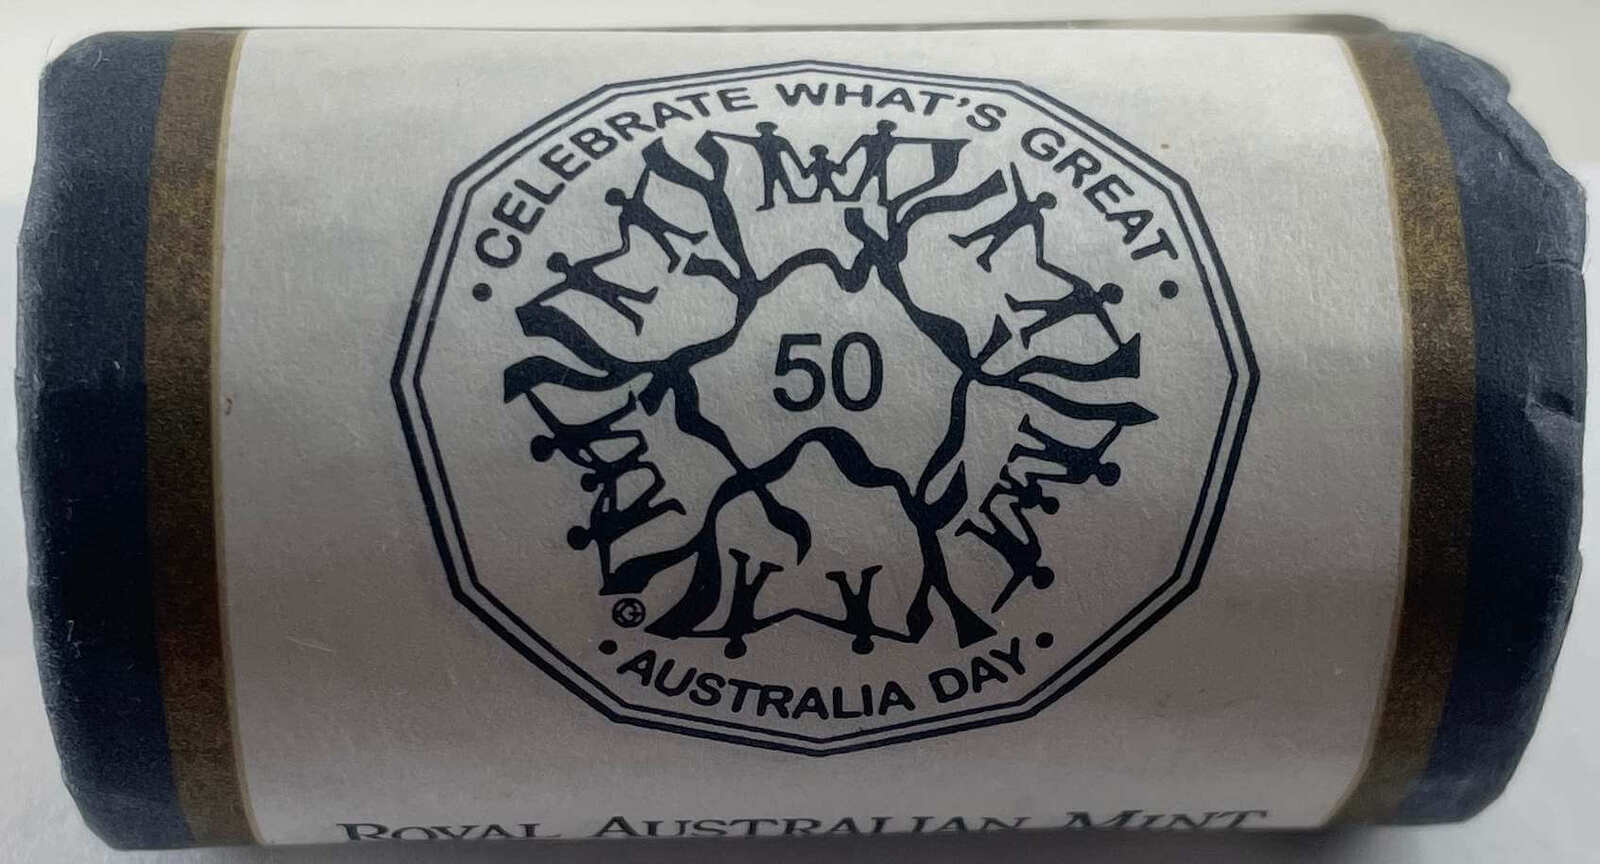 • CELEBRATE WHAT'S GREAT •
50
G
• AUSTRALIA DAY •
ROYAL AUSTRALIAN MINT